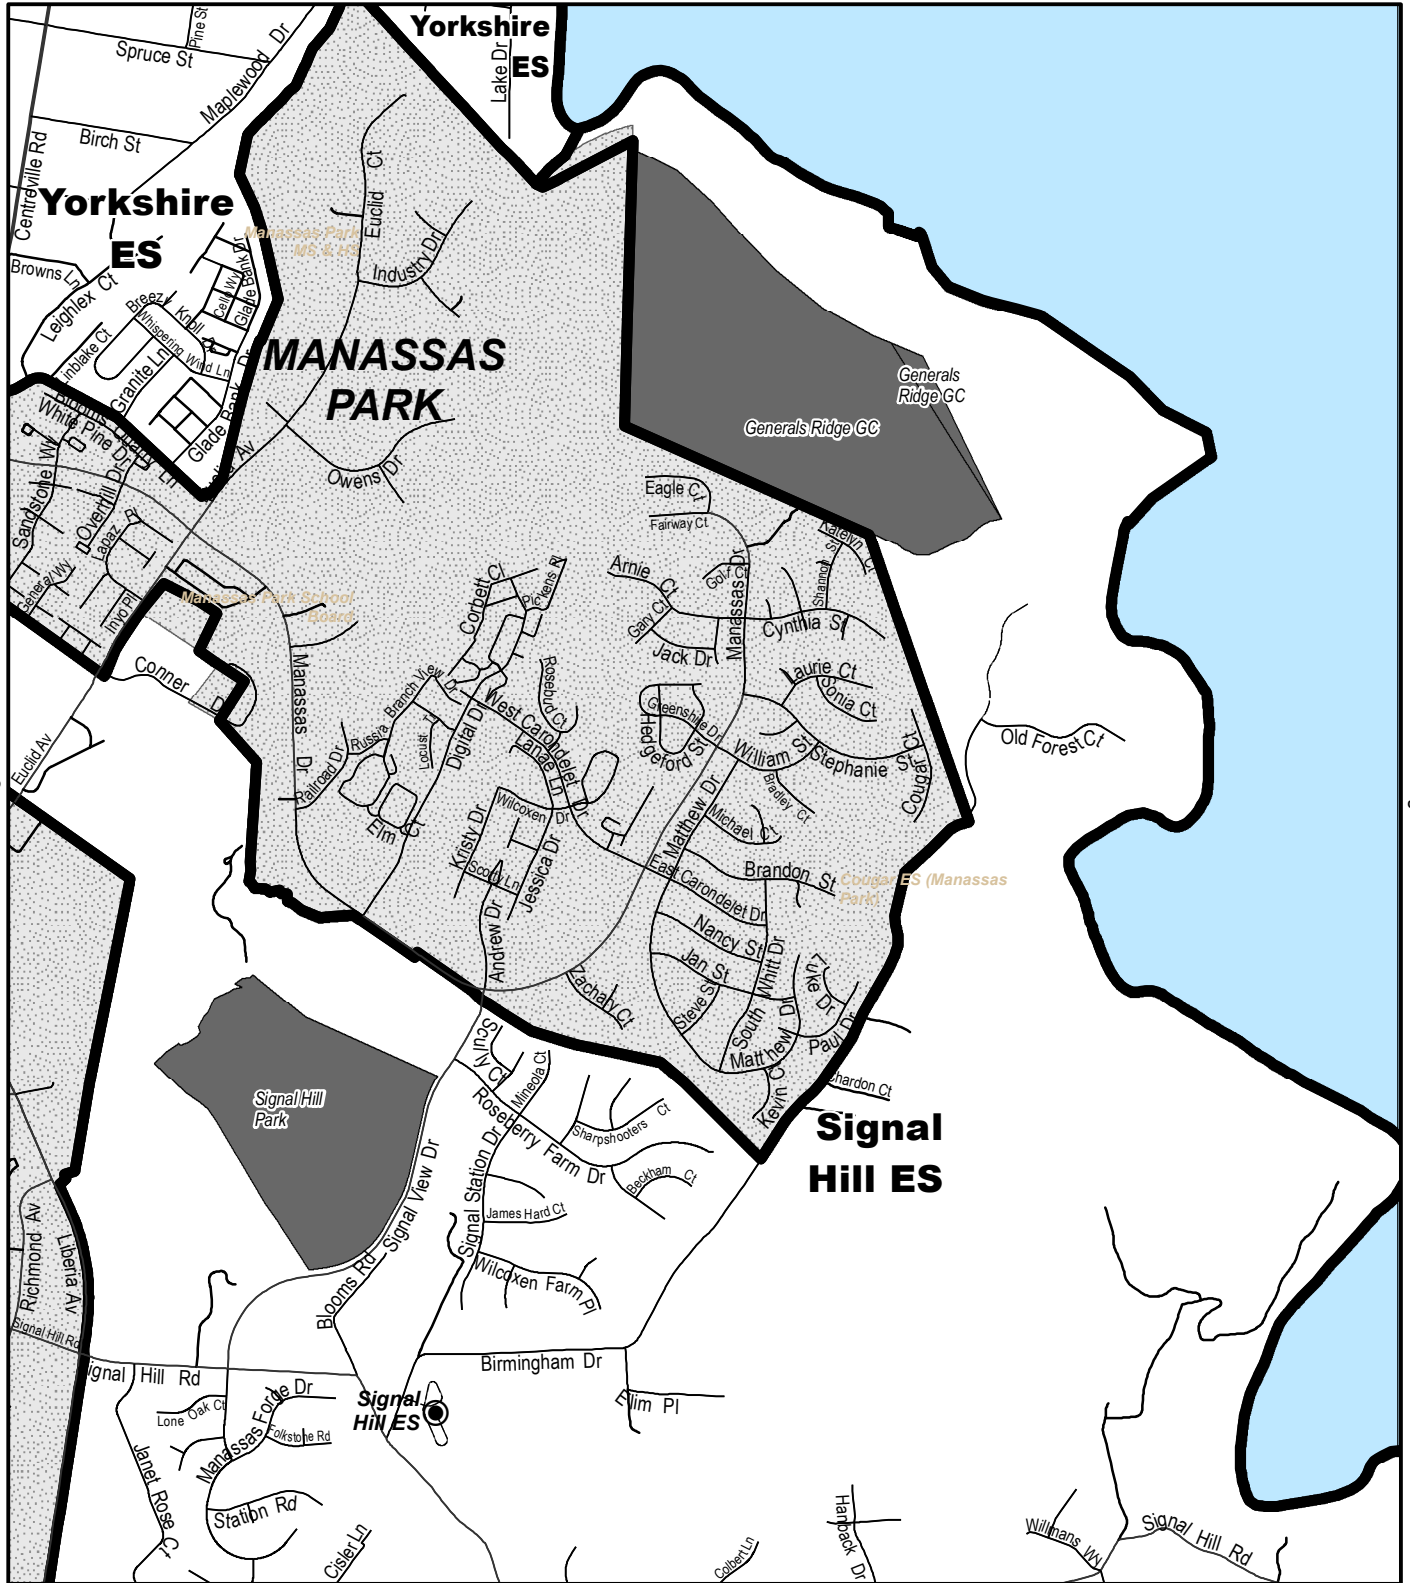 Yorkshire
ES
Pine St
Spruce St
Maplewood Dr
Lake Dr
Birch St
Centreville Rd
Yorkshire
ES
Euclid Ct
Manassas Park
MS & HS
Industry Dr
Browns Ln
Leighlex Ct
Cello Wy
Glade Bank Dr
Breezy Knoll
Whispering Wind Ln
Linblake Ct
Granite Ln
Glade Bank Dr
MANASSAS
PARK
Generals
Ridge GC
Generals Ridge GC
Blooms Quarry Ln
White Pine Dr
Owens Dr
Sandstone Wy
Overhill Dr
Lapaz
Eagle Ct
Fairway Ct
Katelyn Ct
Shannon St
General Wy
Invo Pl
Manassas Park School
Board
Corbett Cl
Pickens Pl
Arnie Ct
Golf Ct
Gary Ct
Manassas Dr
Cynthia St
Jack Dr
Conner Dr
Manassas Dr
Laurie Ct
Sonia Ct
Rosebud Ct
Branch View Dr
Russia
West Carondelet Dr
Lanae Ln
Greenshire Dr
Hedgeford St
William St
Stephanie St
Cougar Ct
Old Forest Ct
Euclid Av
Railroad Dr
Locust
Digital Dr
Elm Ct
Wilcoxen Dr
Kristy Dr
Scotty Ln
Jessica Dr
Matthew Dr
Bradley Ct
Michael Ct
Brandon St
East Carondelet Dr
Cougar ES (Manassas
Park)
Andrew Dr
Nancy St
Jan St
Steve St
South Whitt Dr
Luke Dr
Zachary Ct
Matthew Dr
Paul Dr
Kevin Ct
Chardon Ct
Scully Ct
Mineola Ct
Roseberry Farm Dr
Sharpshooters Ct
Beckham Ct
Signal Hill
Park
Signal
Hill ES
Signal View Dr
Signal Station Dr
James Hard Ct
Wilcoxen Farm Pl
Richmond Av
Liberia Av
Blooms Rd
Signal Hill Rd
Signal Hill Rd
Birmingham Dr
Elim Pl
Signal
Hill ES
Lone Oak Ct
Manassas Forge Dr
Folkstone Rd
Janet Rose Ct
Station Rd
Cisler Ln
Colbert Ln
Hanback Dr
Willmans Wy
Signal Hill Rd